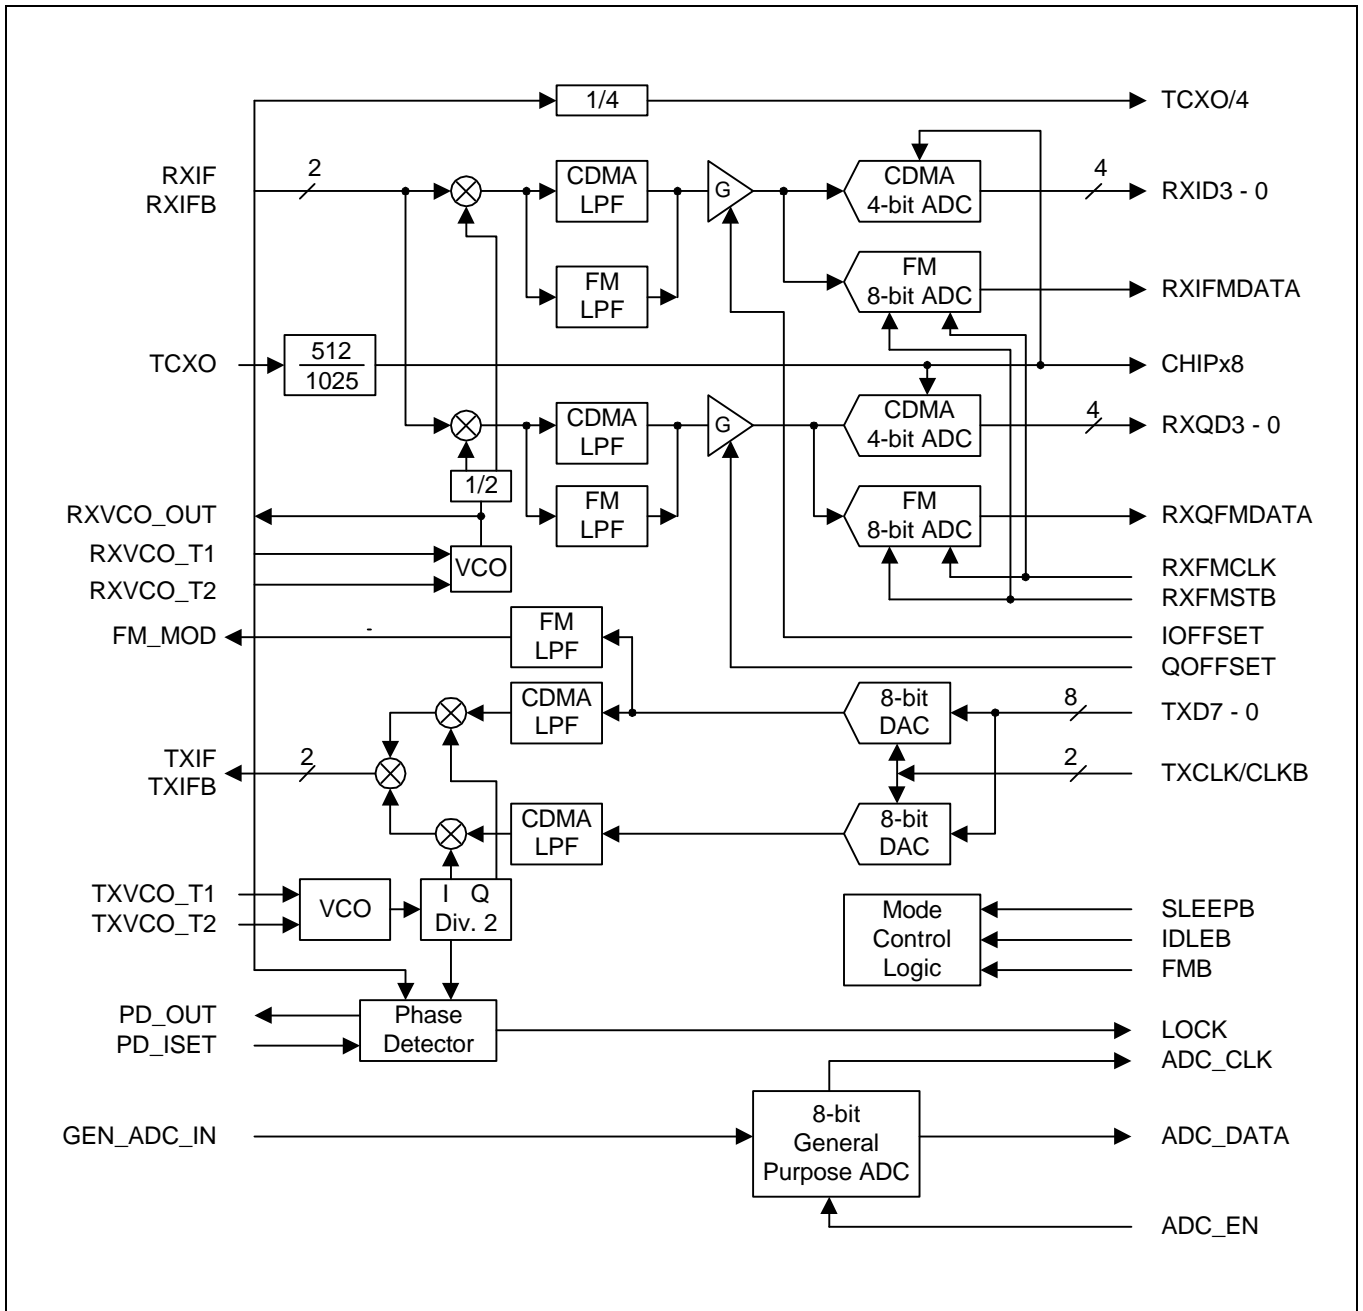 1/4
TCXO/4
RXIF
RXIFB
2
CDMA
LPF
G
CDMA
4-bit ADC
4
RXID3 - 0
FM
LPF
FM
8-bit ADC
RXIFMDATA
TCXO
512
1025
CHIPx8
CDMA
LPF
G
CDMA
4-bit ADC
4
RXQD3 - 0
1/2
FM
LPF
FM
8-bit ADC
RXVCO_OUT
RXQFMDATA
RXVCO_T1
RXVCO_T2
VCO
RXFMCLK
RXFMSTB
FM_MOD
-
FM
LPF
IOFFSET
QOFFSET
CDMA
LPF
8-bit
DAC
8
TXD7 - 0
TXIF
TXIFB
2
2
TXCLK/CLKB
CDMA
LPF
8-bit
DAC
TXVCO_T1
TXVCO_T2
VCO
I Q
Div. 2
Mode
Control
Logic
SLEEPB
IDLEB
FMB
PD_OUT
PD_ISET
Phase
Detector
LOCK
ADC_CLK
GEN_ADC_IN
8-bit
General
Purpose ADC
ADC_DATA
ADC_EN